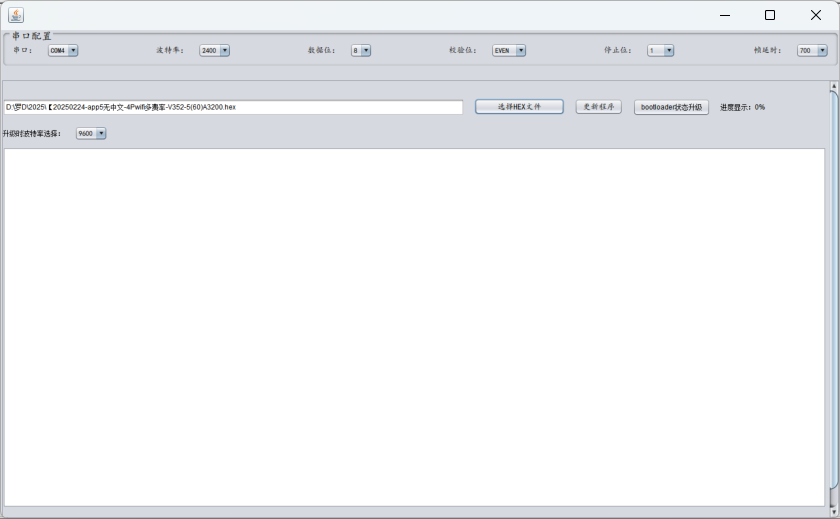 串口配置
串口: COM4 波特率: 2400 数据位: 8 校验位: EVEN 停止位: 1 帧延时: 700
D:\罗D\2025\【20250224-app5无中文-4Pwifi多费率-V352-5(60)A3200.hex 选择HEX文件 更新程序 bootloader状态升级 进度显示: 0%
升级时波特率选择: 9600